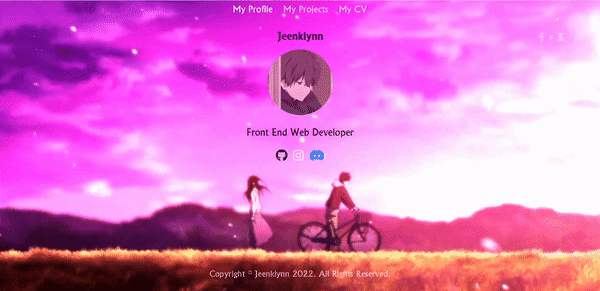 My Profile My Projects My CV
Jeenklynn
Front End Web Developer
Copyright © Jeenklynn 2022. All Rights Reserved.